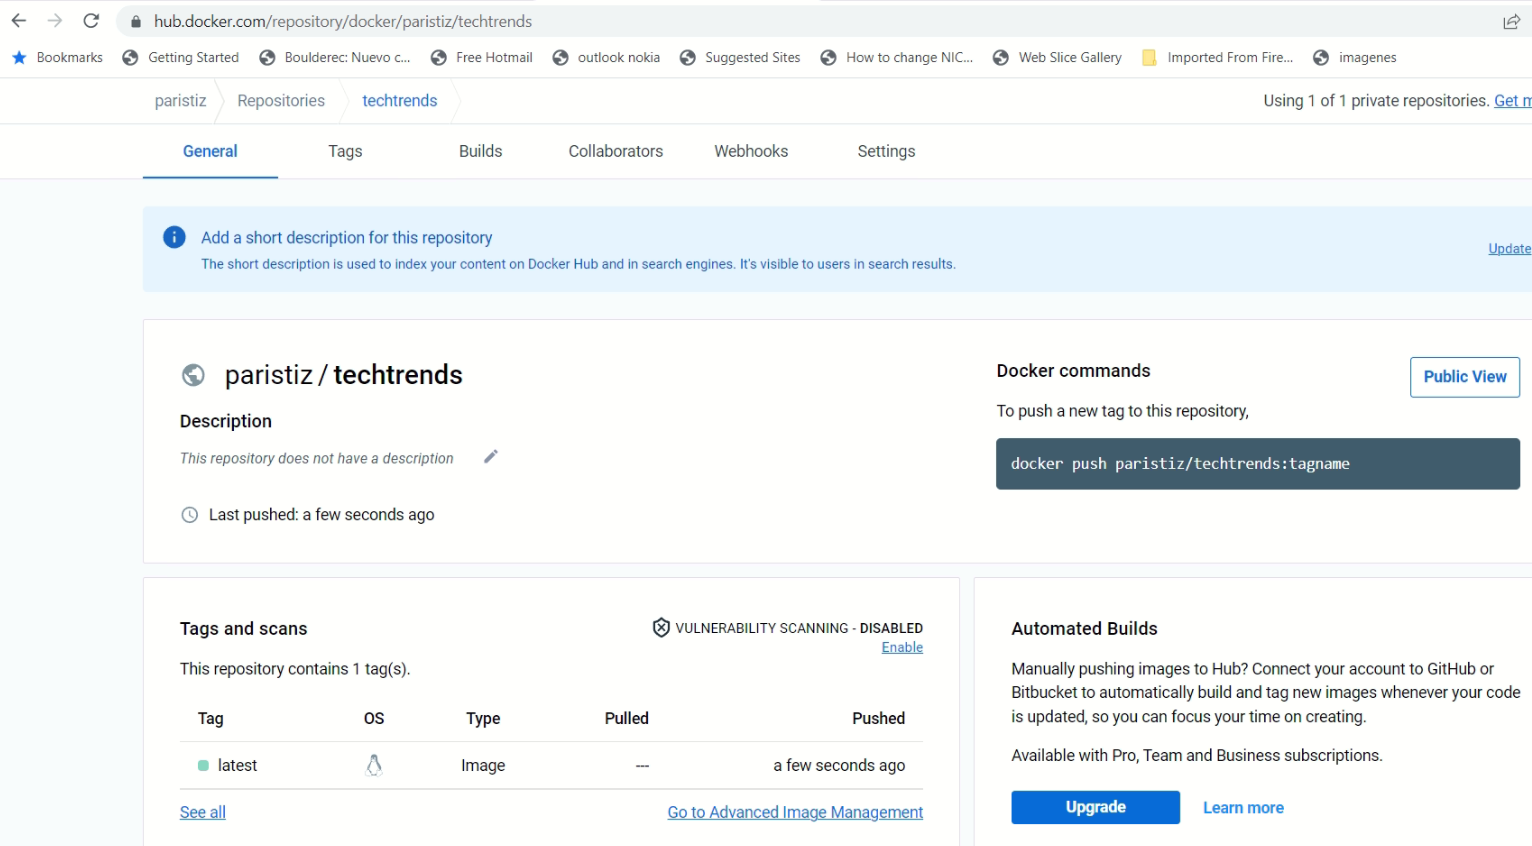 hub.docker.com/repository/docker/paristiz/techtrends
Bookmarks Getting Started Boulderec: Nuevo c... Free Hotmail outlook nokia Suggested Sites How to change NIC... Web Slice Gallery Imported From Fire... imagenes
paristiz Repositories techtrends Using 1 of 1 private repositories. Get m
General Tags Builds Collaborators Webhooks Settings
Add a short description for this repository
The short description is used to index your content on Docker Hub and in search engines. It's visible to users in search results.
Update
paristiz / techtrends
Description
This repository does not have a description
Last pushed: a few seconds ago
Docker commands
Public View
To push a new tag to this repository,
docker push paristiz/techtrends:tagname
Tags and scans
VULNERABILITY SCANNING - DISABLED
Enable
This repository contains 1 tag(s).
Tag OS Type Pulled Pushed
latest Image --- a few seconds ago
See all Go to Advanced Image Management
Automated Builds
Manually pushing images to Hub? Connect your account to GitHub or
Bitbucket to automatically build and tag new images whenever your code
is updated, so you can focus your time on creating.
Available with Pro, Team and Business subscriptions.
Upgrade Learn more